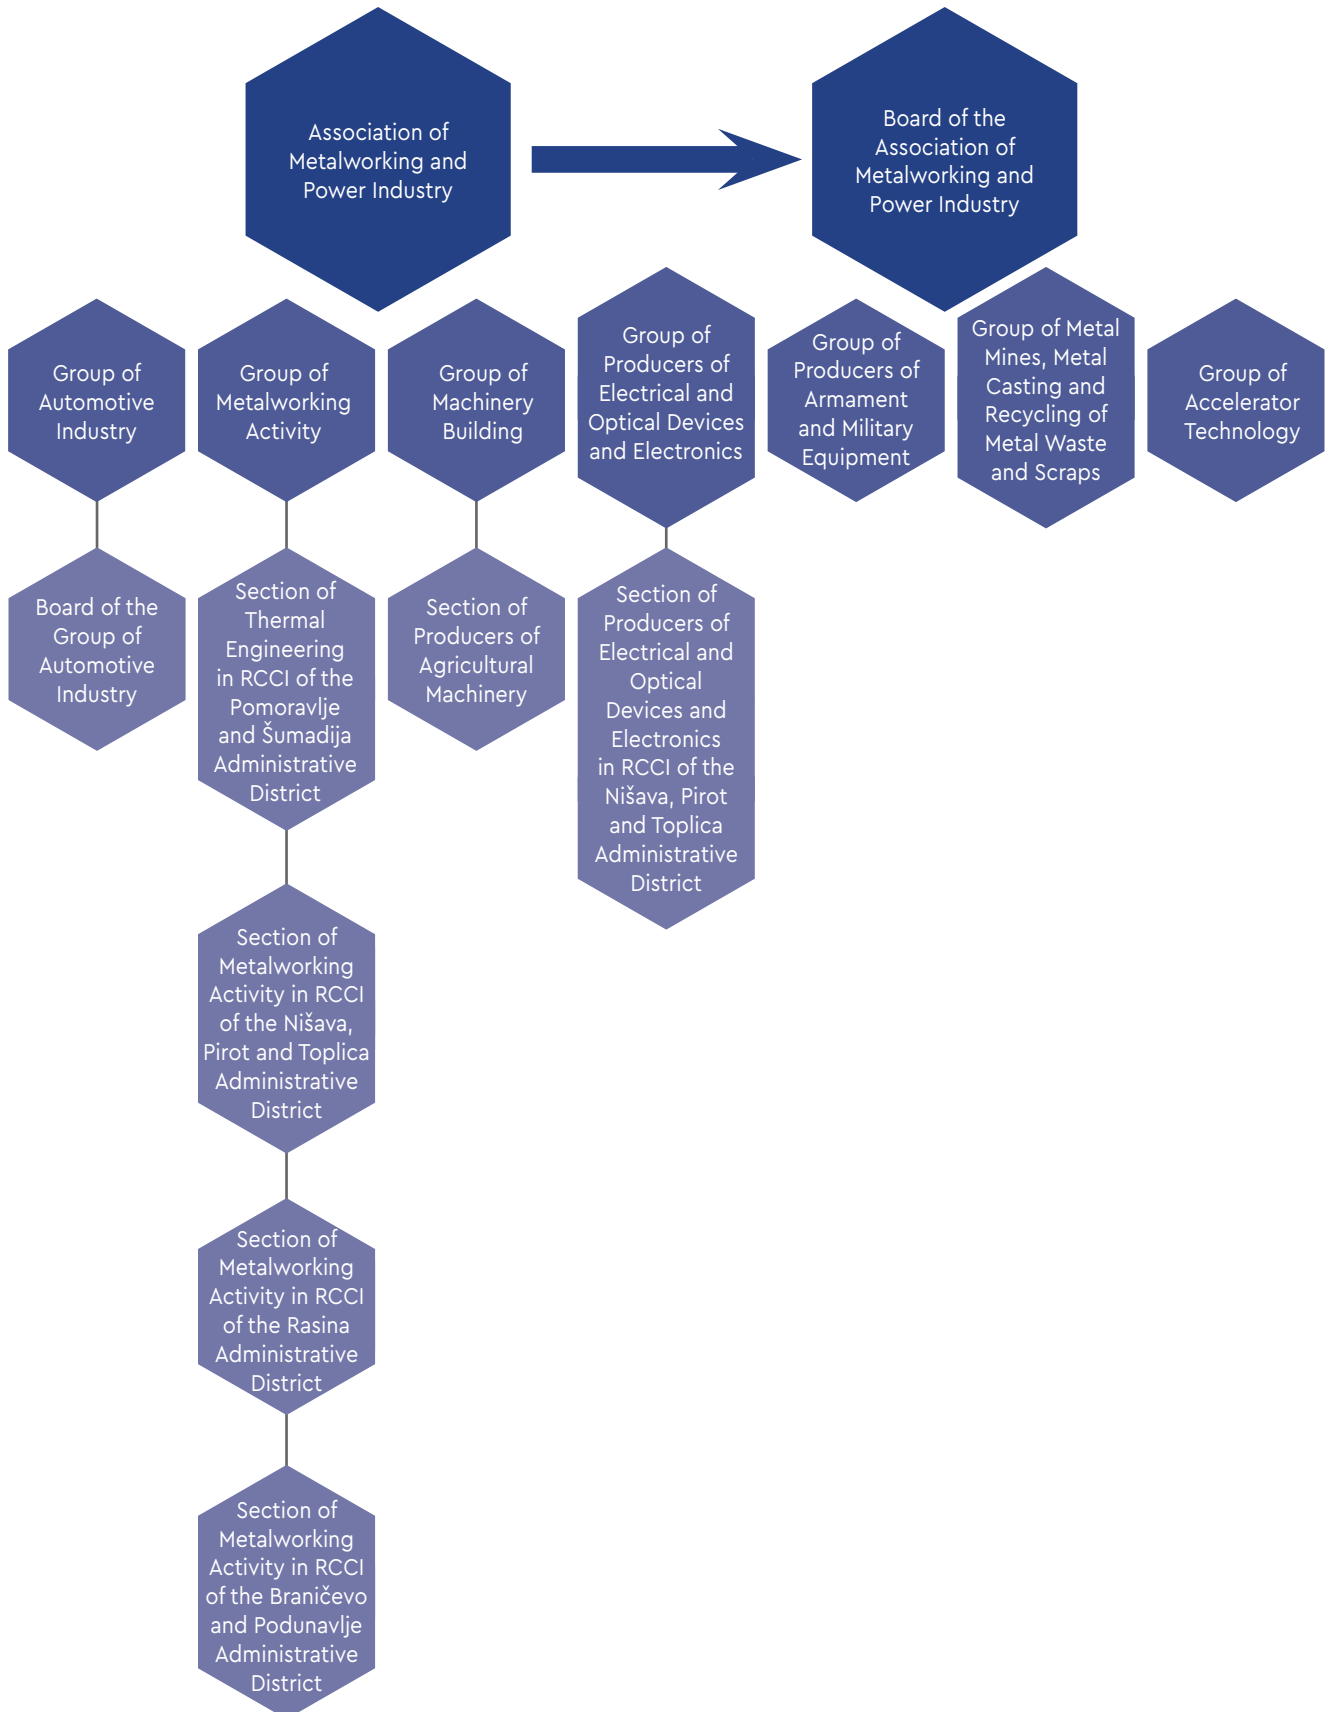 Association of
Metalworking and
Power Industry
Board of the
Association of
Metalworking and
Power Industry
Group of
Automotive
Industry
Group of
Metalworking
Activity
Group of
Machinery
Building
Group of
Producers of
Electrical and
Optical Devices
and Electronics
Group of
Producers of
Armament
and Military
Equipment
Group of Metal
Mines, Metal
Casting and
Recycling of
Metal Waste
and Scraps
Group of
Accelerator
Technology
Board of the
Group of
Automotive
Industry
Section of
Thermal
Engineering
in RCCI of the
Pomoravlje
and Šumadija
Administrative
District
Section of
Producers of
Agricultural
Machinery
Section of
Producers of
Electrical and
Optical
Devices and
Electronics
in RCCI of the
Nišava, Pirot
and Toplica
Administrative
District
Section of
Metalworking
Activity in RCCI
of the Nišava,
Pirot and Toplica
Administrative
District
Section of
Metalworking
Activity in RCCI
of the Rasina
Administrative
District
Section of
Metalworking
Activity in RCCI
of the Braničevo
and Podunavlje
Administrative
District